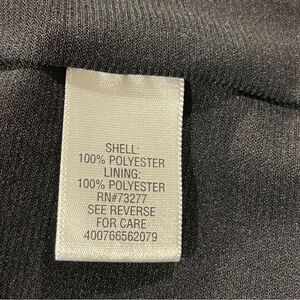 SHELL:
100% POLYESTER
LINING:
100% POLYESTER
RN#73277
SEE REVERSE
FOR CARE
400766562079